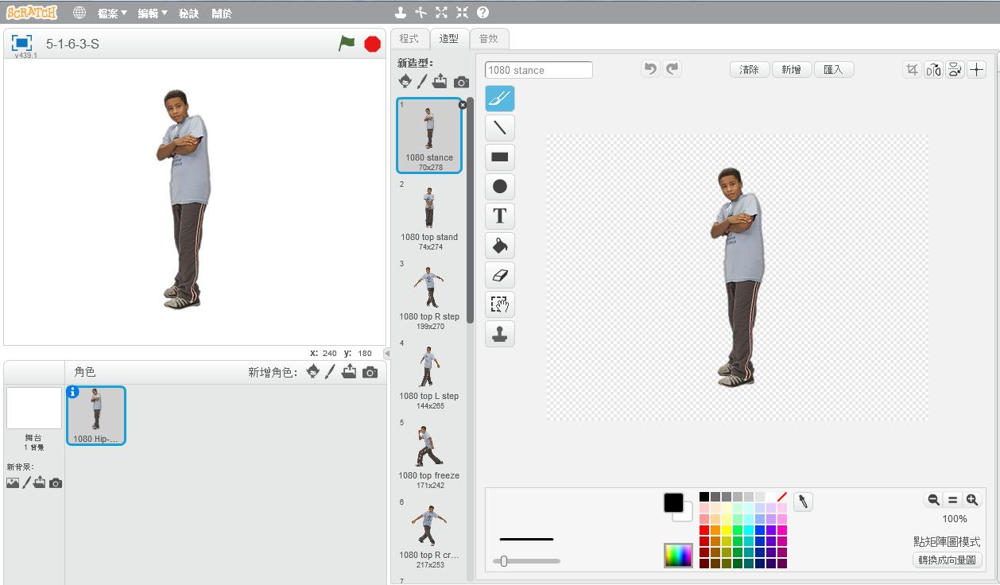 SCRATCH 檔案 編輯 秘訣 關於
5-1-6-3-S
v439.1
x: 240 y: 180
角色
新增角色:
舞台
1 背景
新背景:
1080 Hip-...
程式 造型 音效
新造型:
1
1080 stance
70x278
2
1080 top stand
74x274
3
1080 top R step
199x270
4
1080 top L step
144x265
5
1080 top freeze
171x242
6
1080 top R cr...
217x253
7
1080 stance
清除 新增 匯入
T
100%
點矩陣圖模式
轉換成向量圖